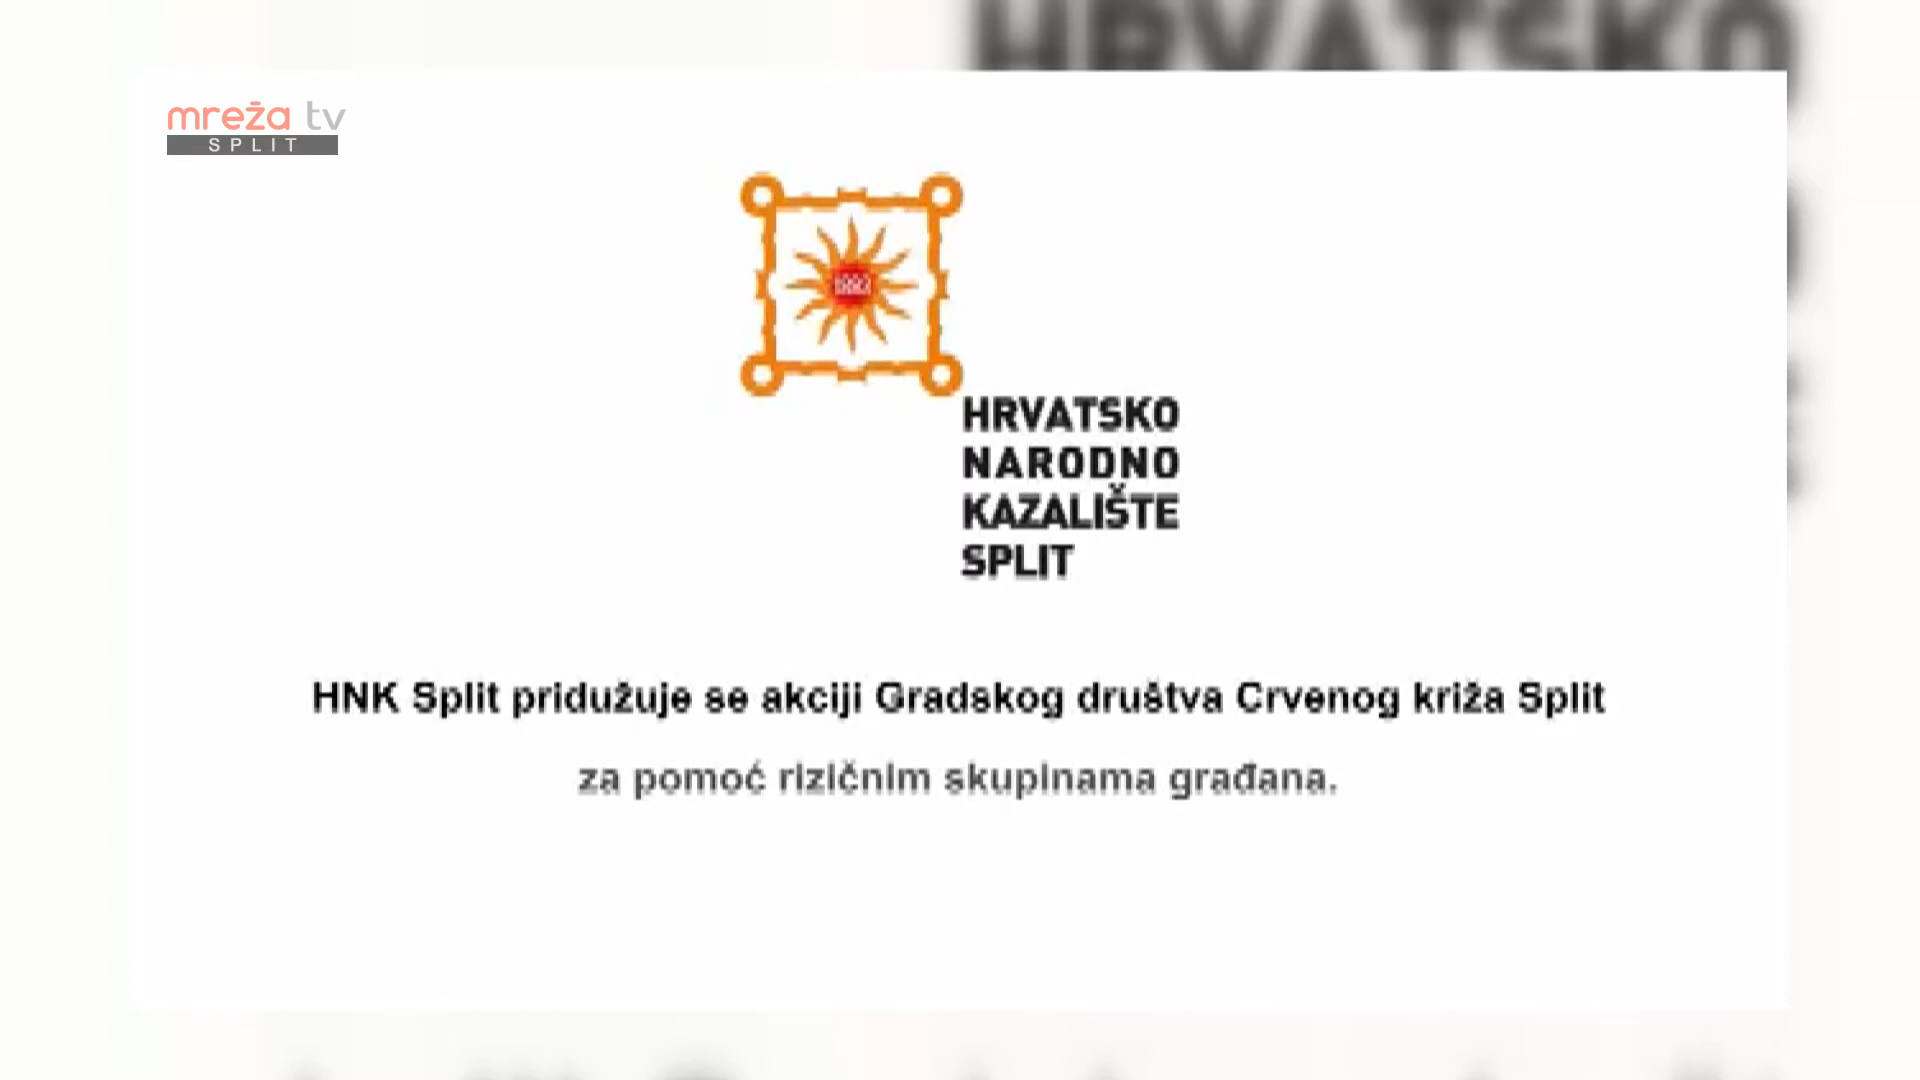 HRVATSKO
mreža tv
SPLIT
HRVATSKO
NARODNO
KAZALIŠTE
SPLIT
HNK Split pridužuje se akciji Gradskog društva Crvenog križa Split
za pomoć rizičnim skupinama građana.